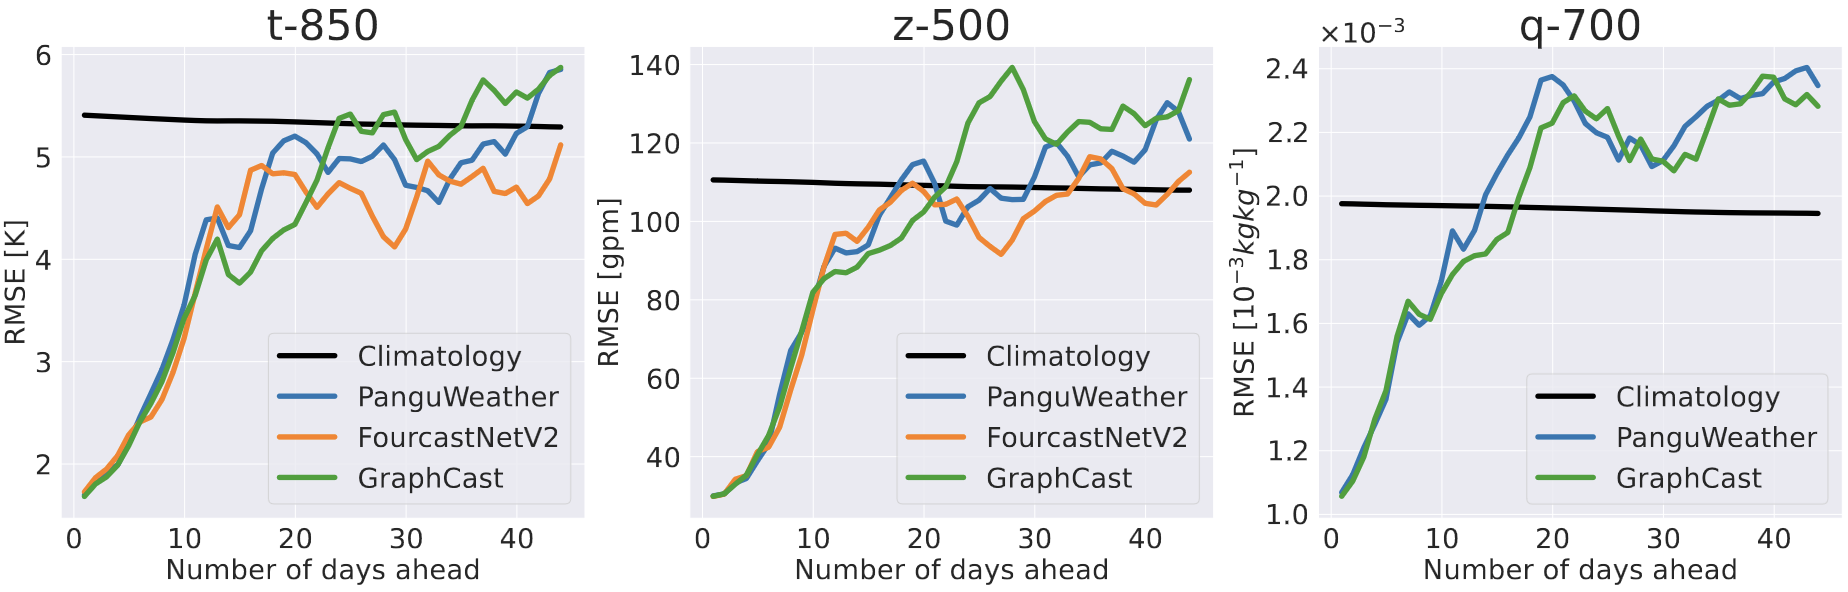 t-850
RMSE [K]
6
5
4
3
2
0 10 20 30 40
Number of days ahead
Climatology
PanguWeather
FourcastNetV2
GraphCast
z-500
RMSE [gpm]
140
120
100
80
60
40
0 10 20 30 40
Number of days ahead
Climatology
PanguWeather
FourcastNetV2
GraphCast
×10⁻³
q-700
RMSE [10⁻³kgkg⁻¹]
2.4
2.2
2.0
1.8
1.6
1.4
1.2
1.0
0 10 20 30 40
Number of days ahead
Climatology
PanguWeather
GraphCast